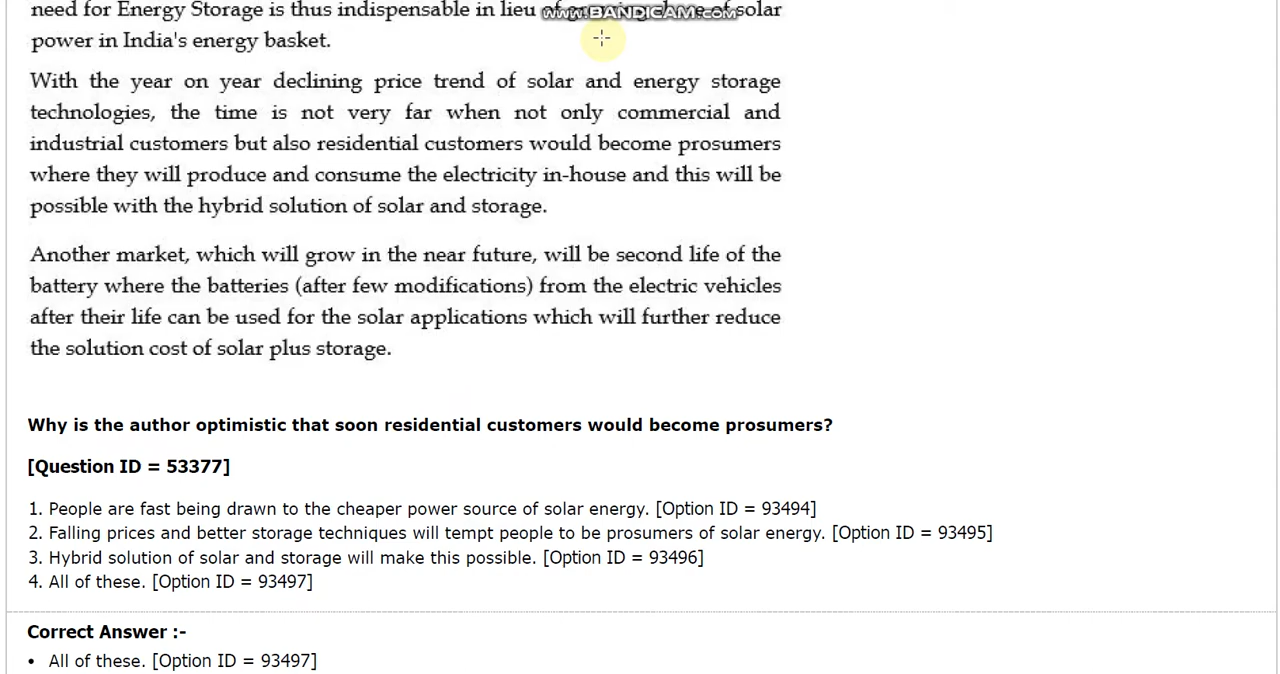 need for Energy Storage is thus indispensable in lieu of solar
www.BANDICAM.com
power in India's energy basket.
With the year on year declining price trend of solar and energy storage
technologies, the time is not very far when not only commercial and
industrial customers but also residential customers would become prosumers
where they will produce and consume the electricity in-house and this will be
possible with the hybrid solution of solar and storage.
Another market, which will grow in the near future, will be second life of the
battery where the batteries (after few modifications) from the electric vehicles
after their life can be used for the solar applications which will further reduce
the solution cost of solar plus storage.
Why is the author optimistic that soon residential customers would become prosumers?
[Question ID = 53377]
1. People are fast being drawn to the cheaper power source of solar energy. [Option ID = 93494]
2. Falling prices and better storage techniques will tempt people to be prosumers of solar energy. [Option ID = 93495]
3. Hybrid solution of solar and storage will make this possible. [Option ID = 93496]
4. All of these. [Option ID = 93497]
Correct Answer :-
• All of these. [Option ID = 93497]